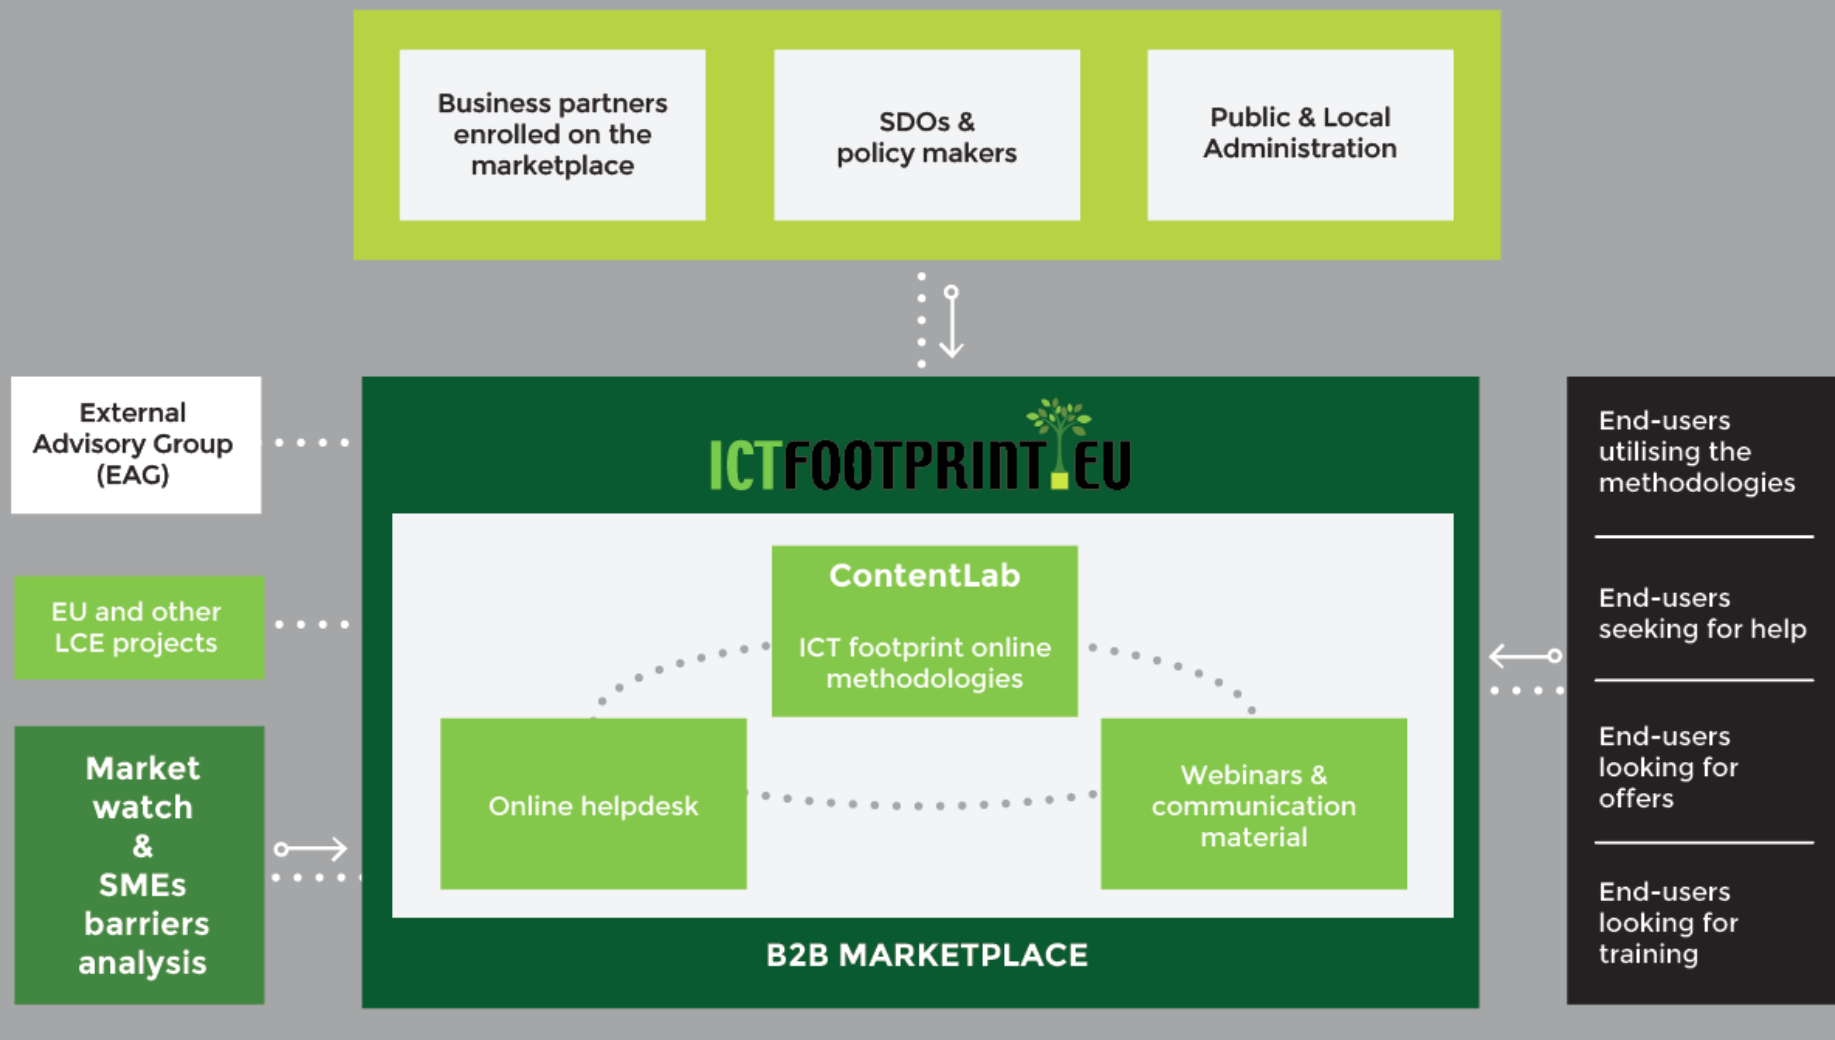 Business partners
enrolled on the
marketplace
SDOs &
policy makers
Public & Local
Administration
External
Advisory Group
(EAG)
EU and other
LCE projects
Market
watch
&
SMEs
barriers
analysis
ICTFOOTPRINT.EU
ContentLab
ICT footprint online
methodologies
Online helpdesk
Webinars &
communication
material
B2B MARKETPLACE
End-users
utilising the
methodologies
End-users
seeking for help
End-users
looking for
offers
End-users
looking for
training